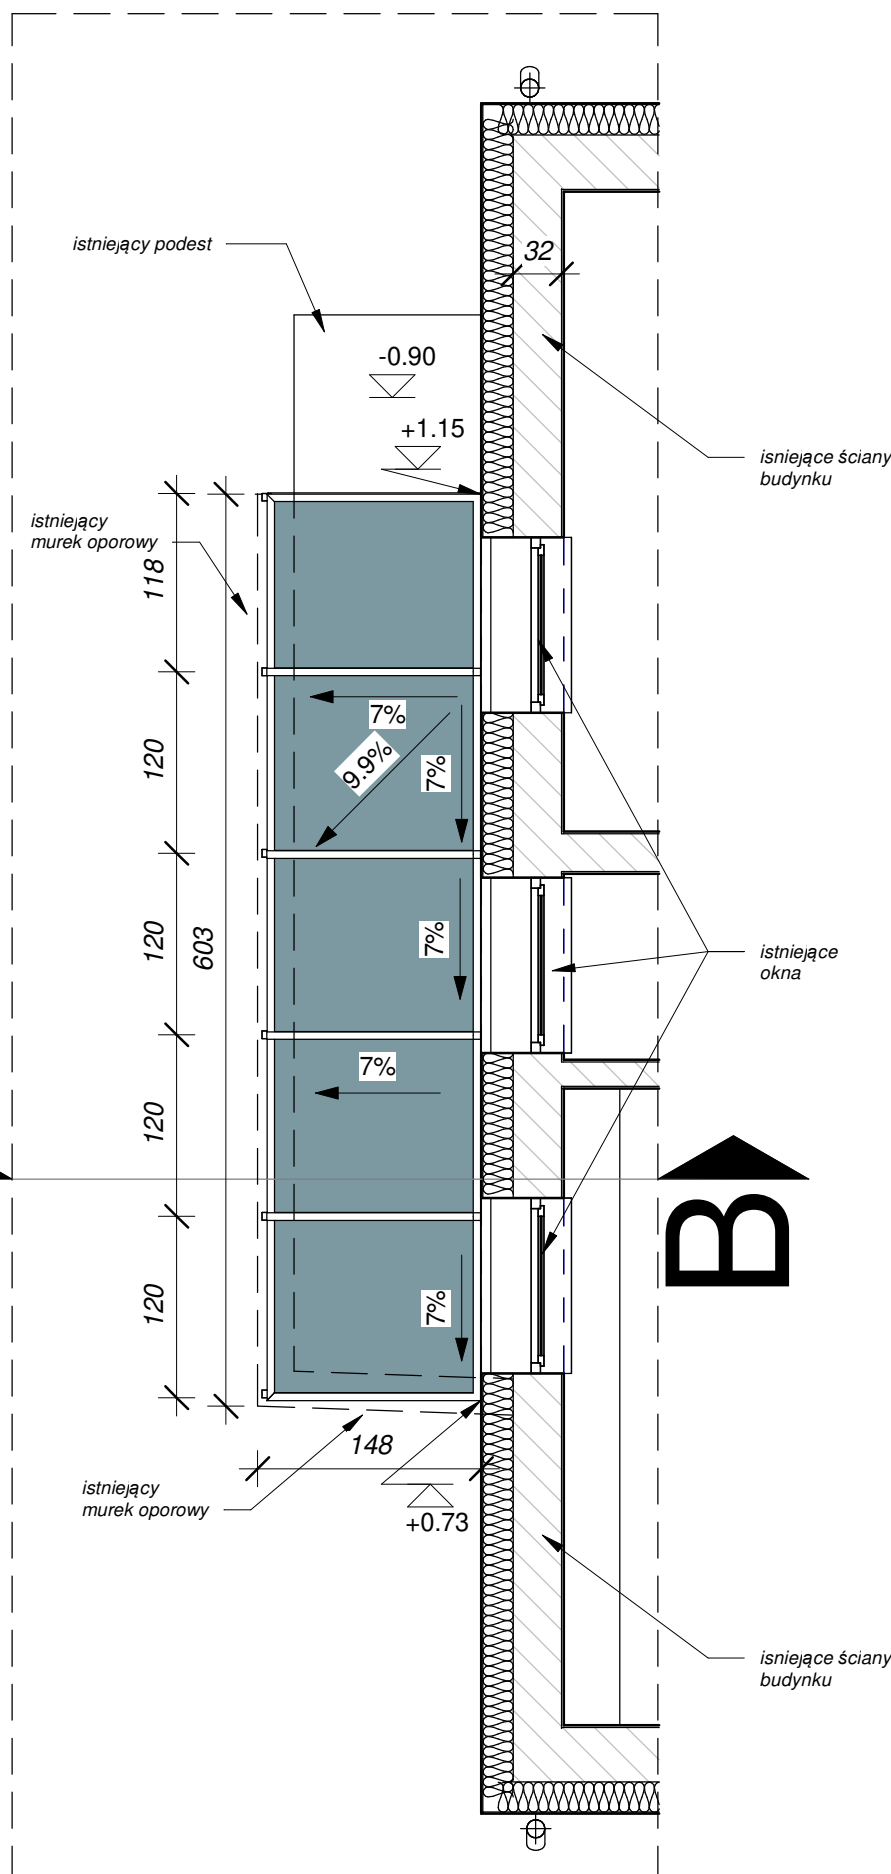 istniejący podest
32
-0.90
+1.15
isniejące ściany
budynku
istniejący
murek oporowy
118
7%
9.9%
7%
120
120
603
7%
istniejące
okna
7%
120
B
120
7%
148
istniejący
murek oporowy
+0.73
isniejące ściany
budynku